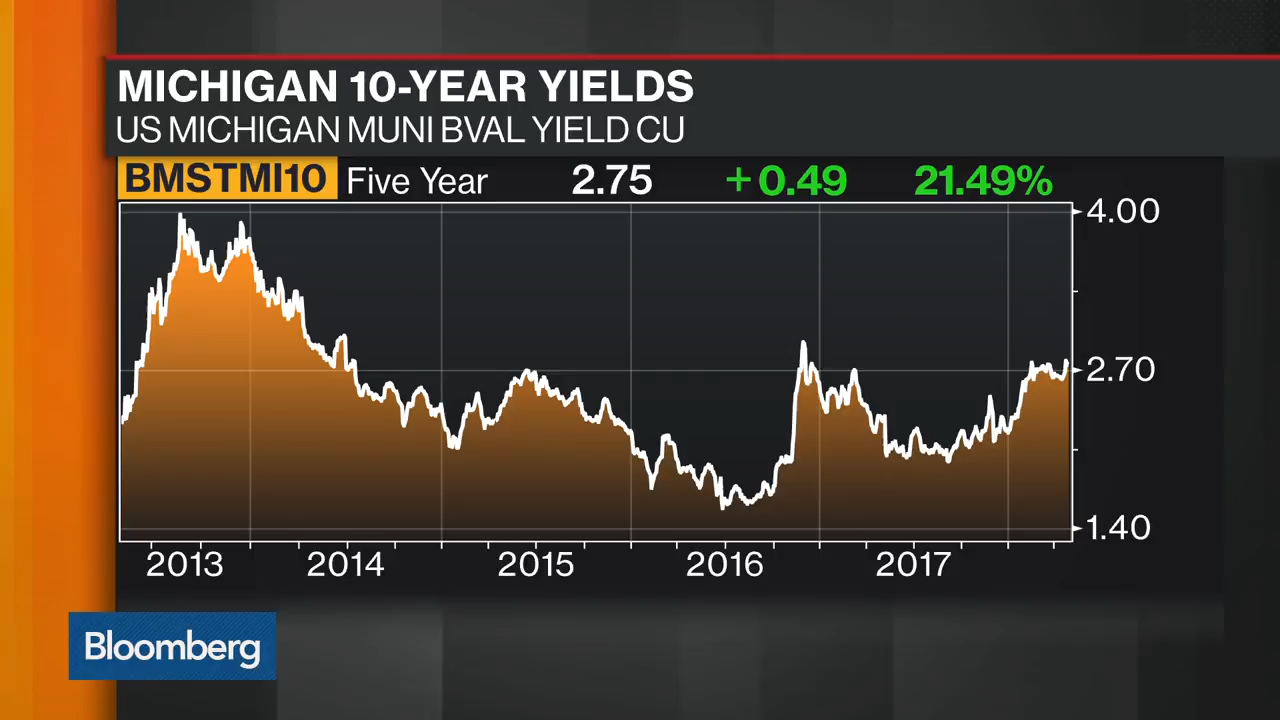 MICHIGAN 10-YEAR YIELDS
US MICHIGAN MUNI BVAL YIELD CU
BMSTMI10 Five Year 2.75 +0.49 21.49%
4.00
2.70
1.40
2013 2014 2015 2016 2017
Bloomberg